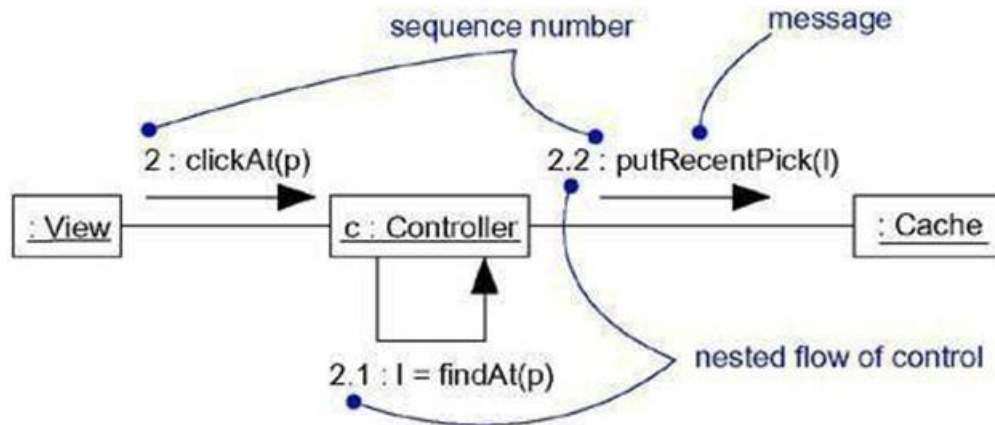 sequence number
message
2 : clickAt(p)
2.2 : putRecentPick(l)
: View
c : Controller
: Cache
nested flow of control
2.1 : l = findAt(p)